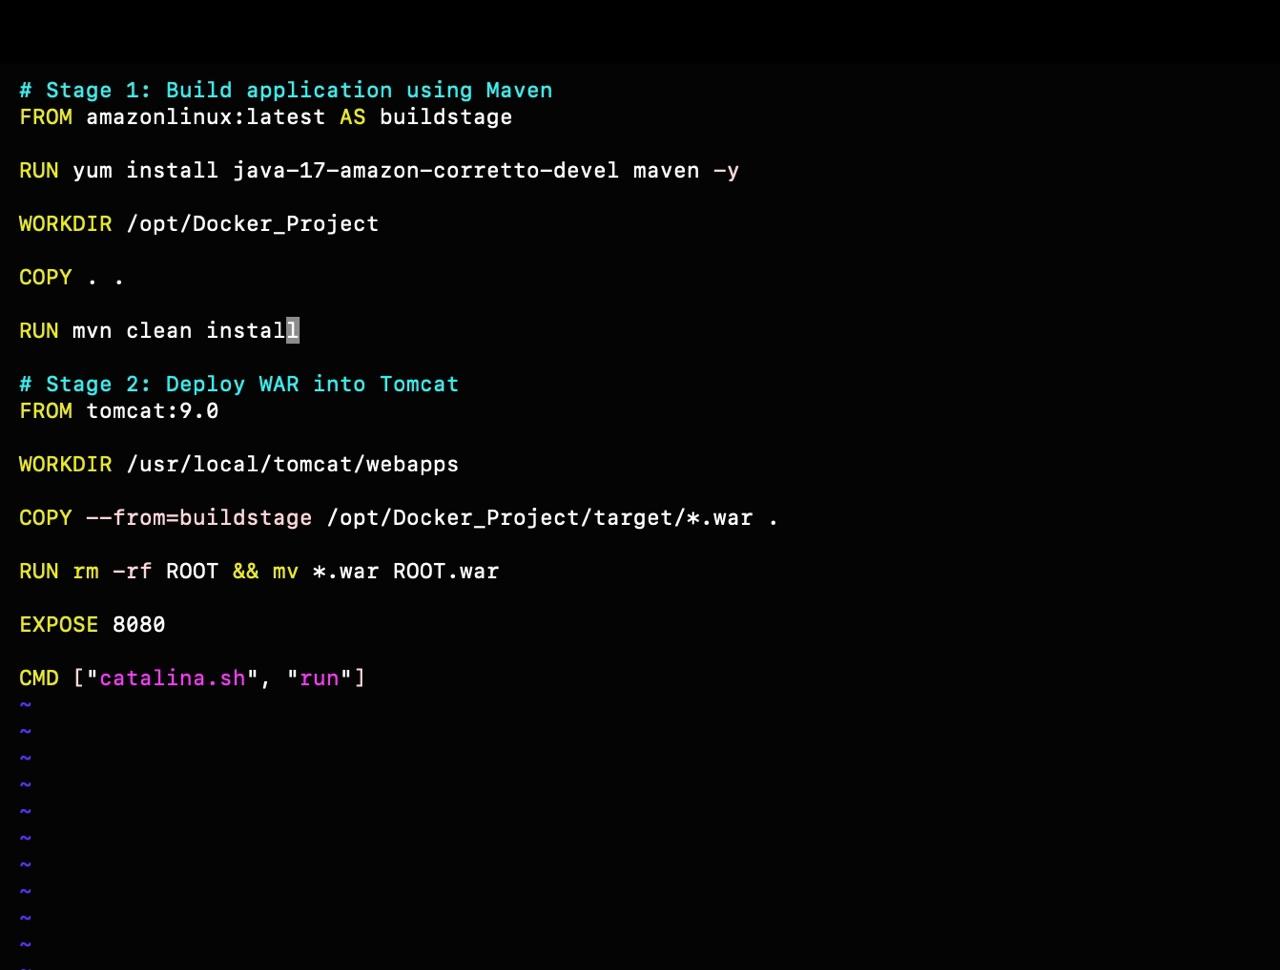 # Stage 1: Build application using Maven
FROM amazonlinux:latest AS buildstage
RUN yum install java-17-amazon-corretto-devel maven -y
WORKDIR /opt/Docker_Project
COPY . .
RUN mvn clean install
# Stage 2: Deploy WAR into Tomcat
FROM tomcat:9.0
WORKDIR /usr/local/tomcat/webapps
COPY --from=buildstage /opt/Docker_Project/target/*.war .
RUN rm -rf ROOT && mv *.war ROOT.war
EXPOSE 8080
CMD ["catalina.sh", "run"]
~
~
~
~
~
~
~
~
~
~
~